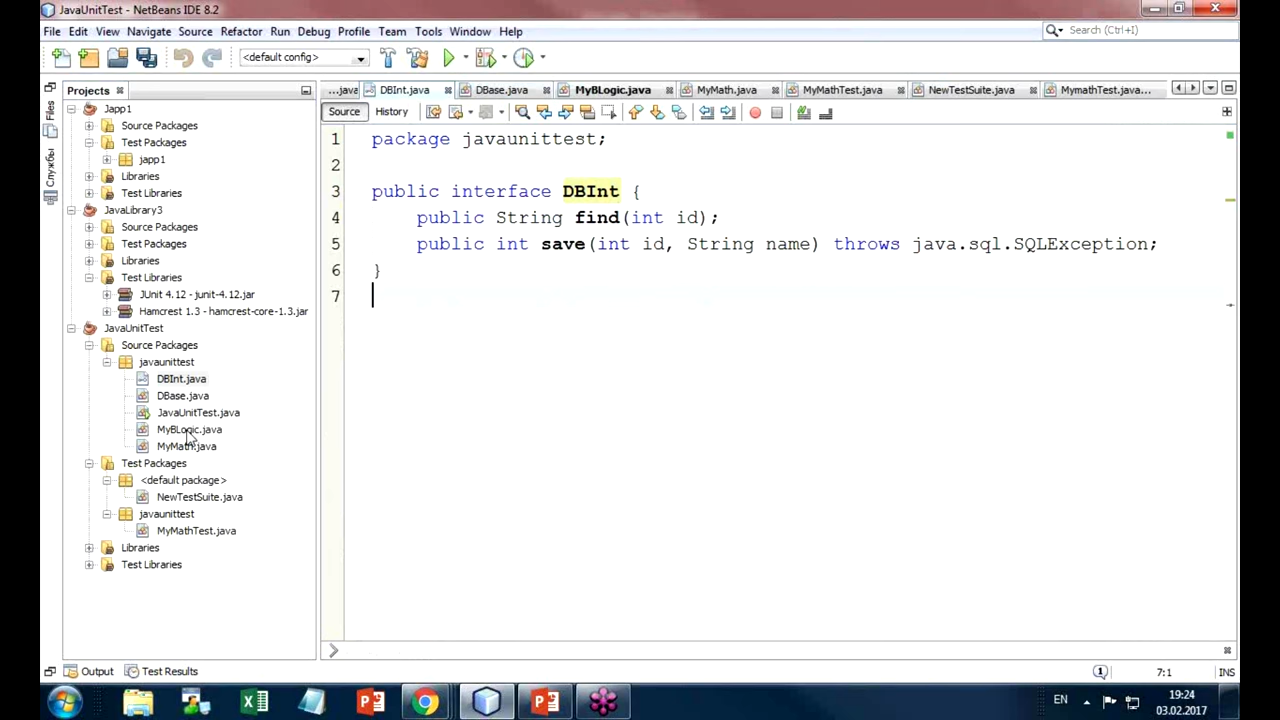 JavaUnitTest - NetBeans IDE 8.2
File Edit View Navigate Source Refactor Run Debug Profile Team Tools Window Help
Search (Ctrl+I)
<default config>
Projects
...java DBInt.java DBase.java MyBLogic.java MyMath.java MyMathTest.java NewTestSuite.java MymathTest.java...
Source History
Files
Службы
Japp1
Source Packages
Test Packages
japp1
Libraries
Test Libraries
JavaLibrary3
Source Packages
Test Packages
Libraries
Test Libraries
JUnit 4.12 - junit-4.12.jar
Hamcrest 1.3 - hamcrest-core-1.3.jar
JavaUnitTest
Source Packages
javaunittest
DBInt.java
DBase.java
JavaUnitTest.java
MyBLogic.java
MyMath.java
Test Packages
<default package>
NewTestSuite.java
javaunittest
MyMathTest.java
Libraries
Test Libraries
1 package javaunittest;
2
3 public interface DBInt {
4 public String find(int id);
5 public int save(int id, String name) throws java.sql.SQLException;
6 }
7
Output Test Results
1 7:1 INS
EN
19:24
03.02.2017